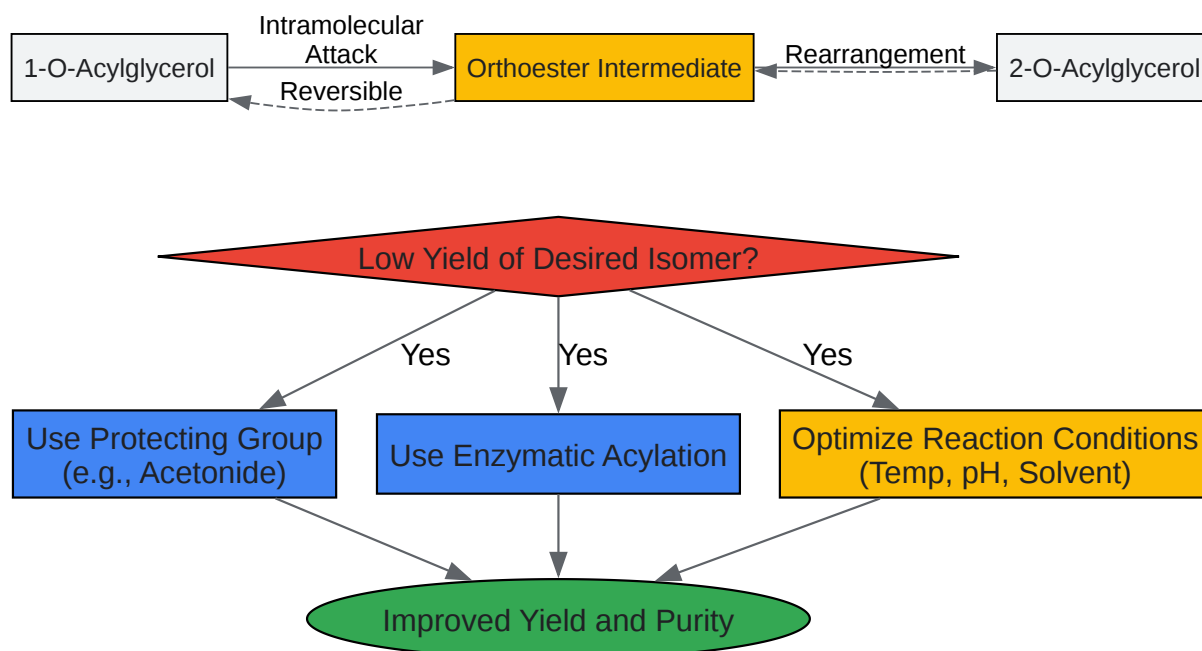 Intramolecular
Attack
1-O-Acylglycerol
Orthoester Intermediate
Rearrangement
2-O-Acylglycerol
Reversible
Low Yield of Desired Isomer?
Yes
Yes
Yes
Use Protecting Group
(e.g., Acetonide)
Use Enzymatic Acylation
Optimize Reaction Conditions
(Temp, pH, Solvent)
Improved Yield and Purity